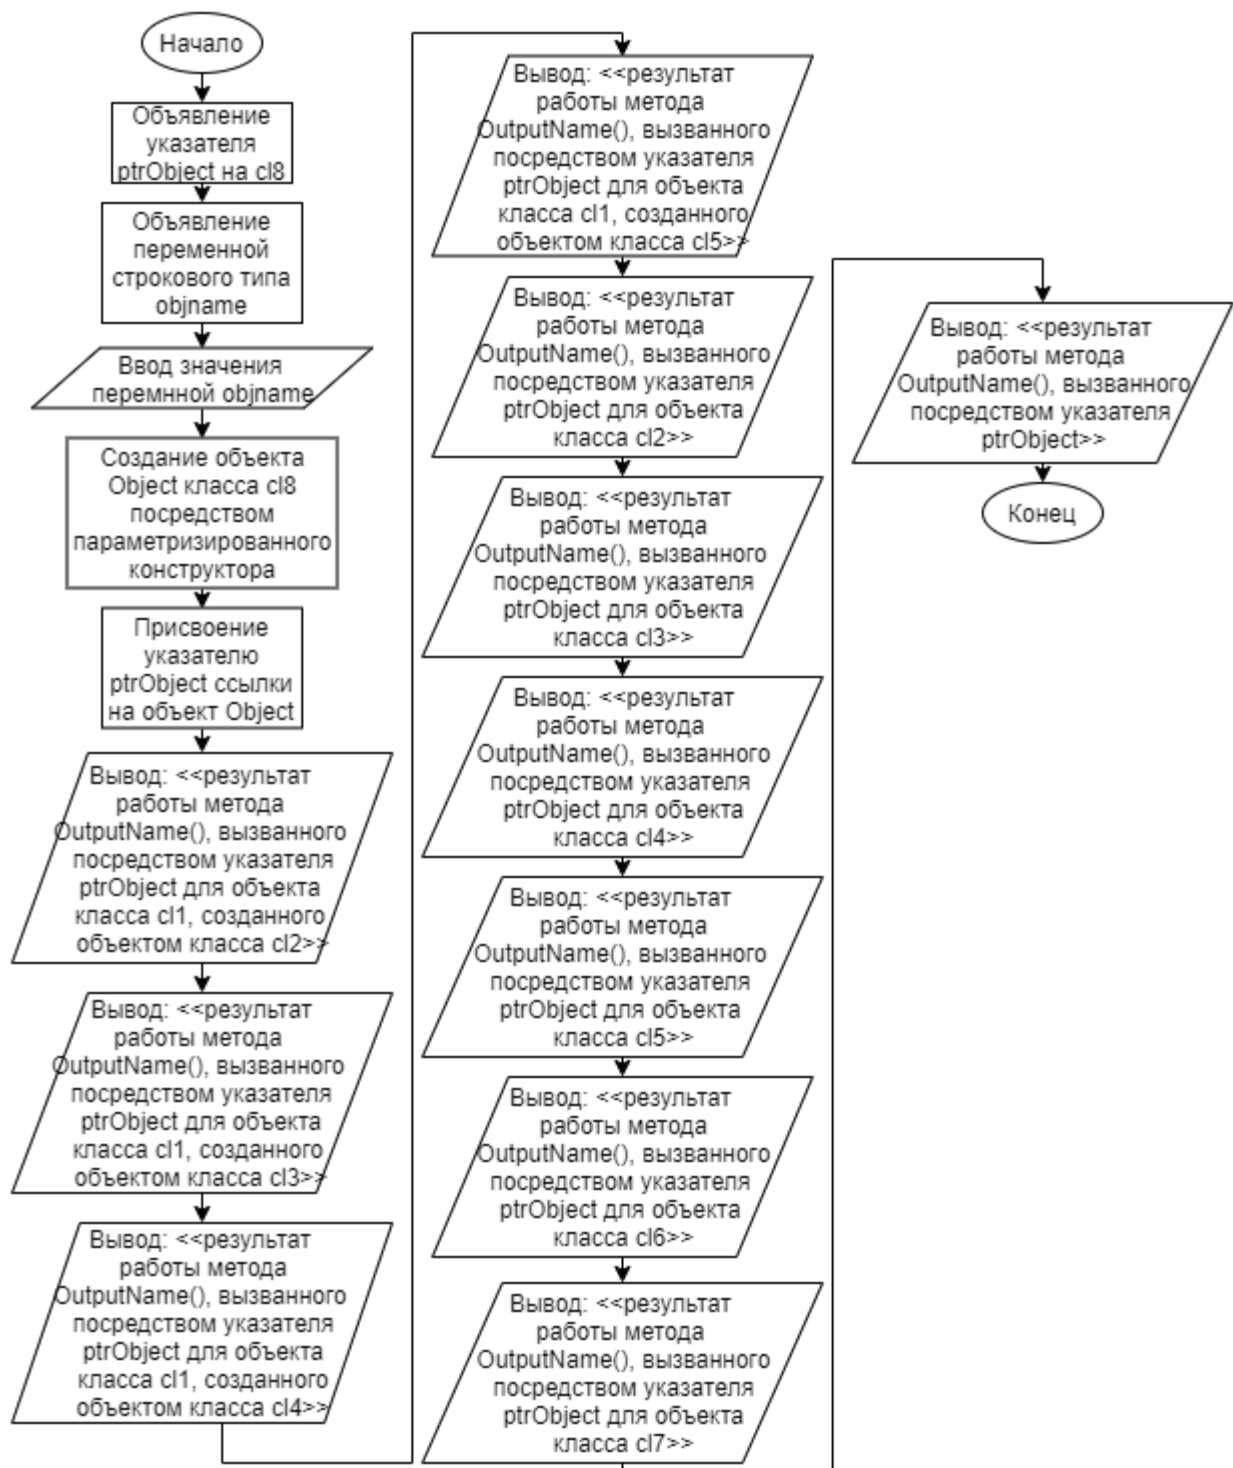 Начало
Объявление
указателя
ptrObject на cl8
Объявление
переменной
строкового типа
objname
Ввод значения
перемнной objname
Создание объекта
Object класса cl8
посредством
параметризированного
конструктора
Присвоение
указателю
ptrObject ссылки
на объект Object
Вывод: <<результат
работы метода
OutputName(), вызванного
посредством указателя
ptrObject для объекта
класса cl1, созданного
объектом класса cl2>>
Вывод: <<результат
работы метода
OutputName(), вызванного
посредством указателя
ptrObject для объекта
класса cl1, созданного
объектом класса cl3>>
Вывод: <<результат
работы метода
OutputName(), вызванного
посредством указателя
ptrObject для объекта
класса cl1, созданного
объектом класса cl4>>
Вывод: <<результат
работы метода
OutputName(), вызванного
посредством указателя
ptrObject для объекта
класса cl1, созданного
объектом класса cl5>>
Вывод: <<результат
работы метода
OutputName(), вызванного
посредством указателя
ptrObject для объекта
класса cl2>>
Вывод: <<результат
работы метода
OutputName(), вызванного
посредством указателя
ptrObject для объекта
класса cl3>>
Вывод: <<результат
работы метода
OutputName(), вызванного
посредством указателя
ptrObject для объекта
класса cl4>>
Вывод: <<результат
работы метода
OutputName(), вызванного
посредством указателя
ptrObject для объекта
класса cl5>>
Вывод: <<результат
работы метода
OutputName(), вызванного
посредством указателя
ptrObject для объекта
класса cl6>>
Вывод: <<результат
работы метода
OutputName(), вызванного
посредством указателя
ptrObject для объекта
класса cl7>>
Вывод: <<результат
работы метода
OutputName(), вызванного
посредством указателя
ptrObject>>
Конец